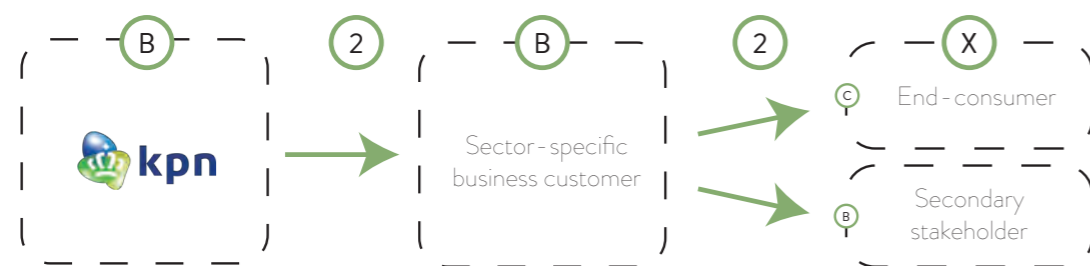 B
2
B
2
X
kpn
Sector-specific
business customer
C
End-consumer
B
Secondary
stakeholder